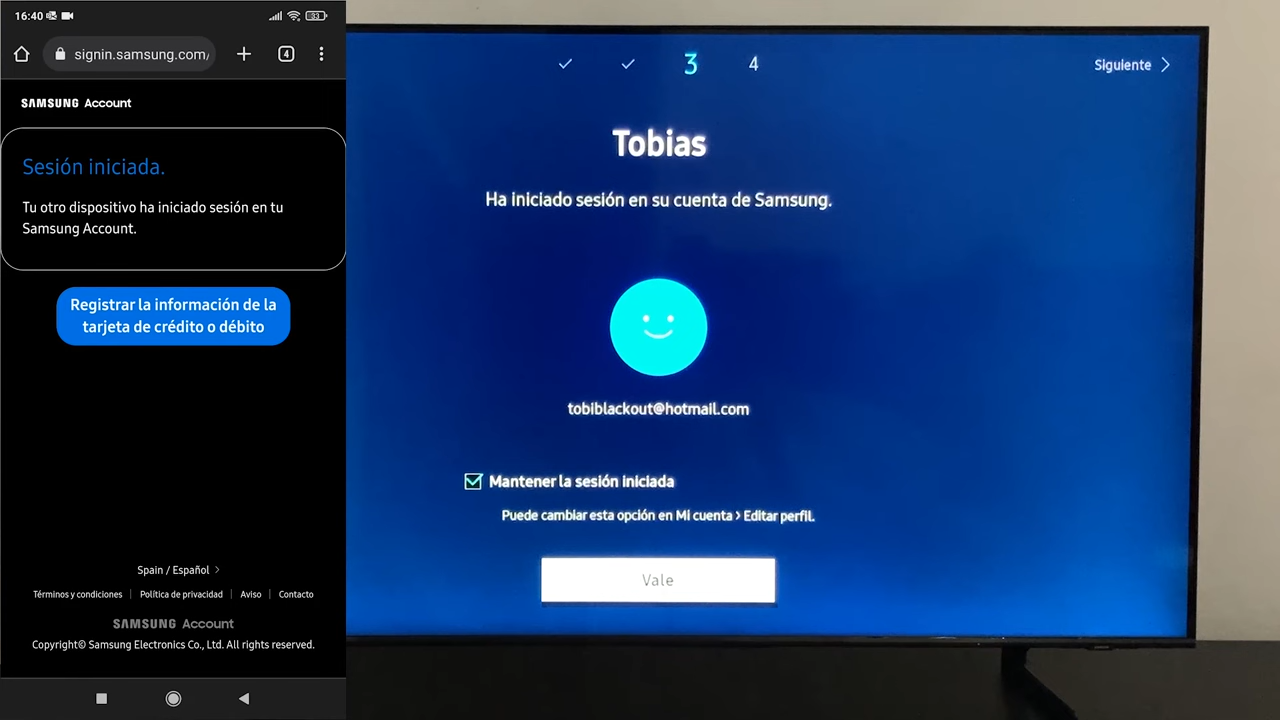 16:40
33
signin.samsung.com/
4
SAMSUNG Account
Sesión iniciada.
Tu otro dispositivo ha iniciado sesión en tu
Samsung Account.
Registrar la información de la
tarjeta de crédito o débito
Spain / Español >
Términos y condiciones | Política de privacidad | Aviso | Contacto
SAMSUNG Account
Copyright© Samsung Electronics Co., Ltd. All rights reserved.
3 4
Siguiente >
Tobias
Ha iniciado sesión en su cuenta de Samsung.
tobiblackout@hotmail.com
Mantener la sesión iniciada
Puede cambiar esta opción en Mi cuenta > Editar perfil.
Vale